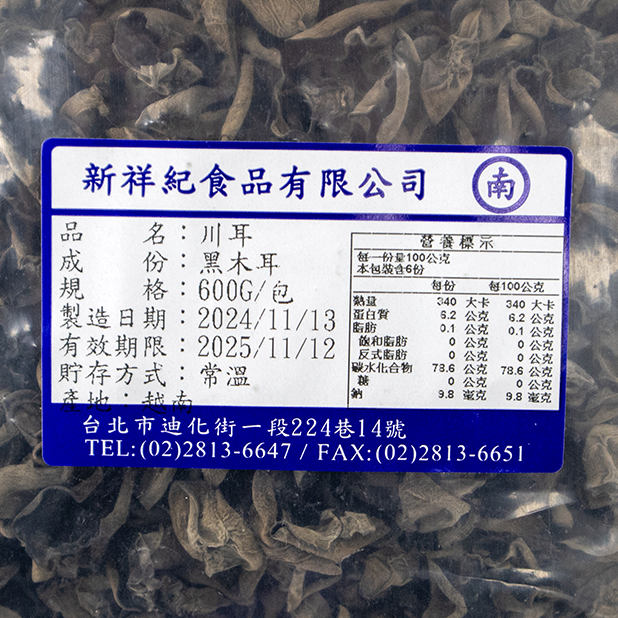 新祥紀食品有限公司 南
品 名：川耳
成 份：黑木耳
規 格：600G/包
製造日期：2024/11/13
有效期限：2025/11/12
貯存方式：常溫
產地：越南
營養標示
每一份量100公克
本包裝含6份
每份 每100公克
熱量 340 大卡 340 大卡
蛋白質 6.2 公克 6.2 公克
脂肪 0.1 公克 0.1 公克
飽和脂肪 0 公克 0 公克
反式脂肪 0 公克 0 公克
碳水化合物 78.6 公克 78.6 公克
糖 0 公克 0 公克
鈉 9.8 毫克 9.8 毫克
台北市迪化街一段224巷14號
TEL:(02)2813-6647 / FAX:(02)2813-6651